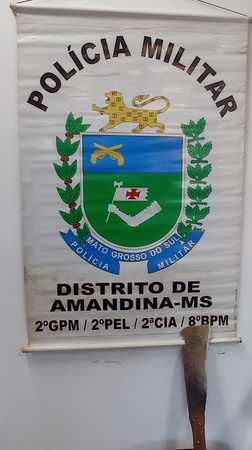 POLÍCIA MILITAR
MATO GROSSO DO SUL
POLÍCIA MILITAR
DISTRITO DE
AMANDINA-MS
2ºGPM / 2ºPEL / 2ªCIA / 8ºBPM